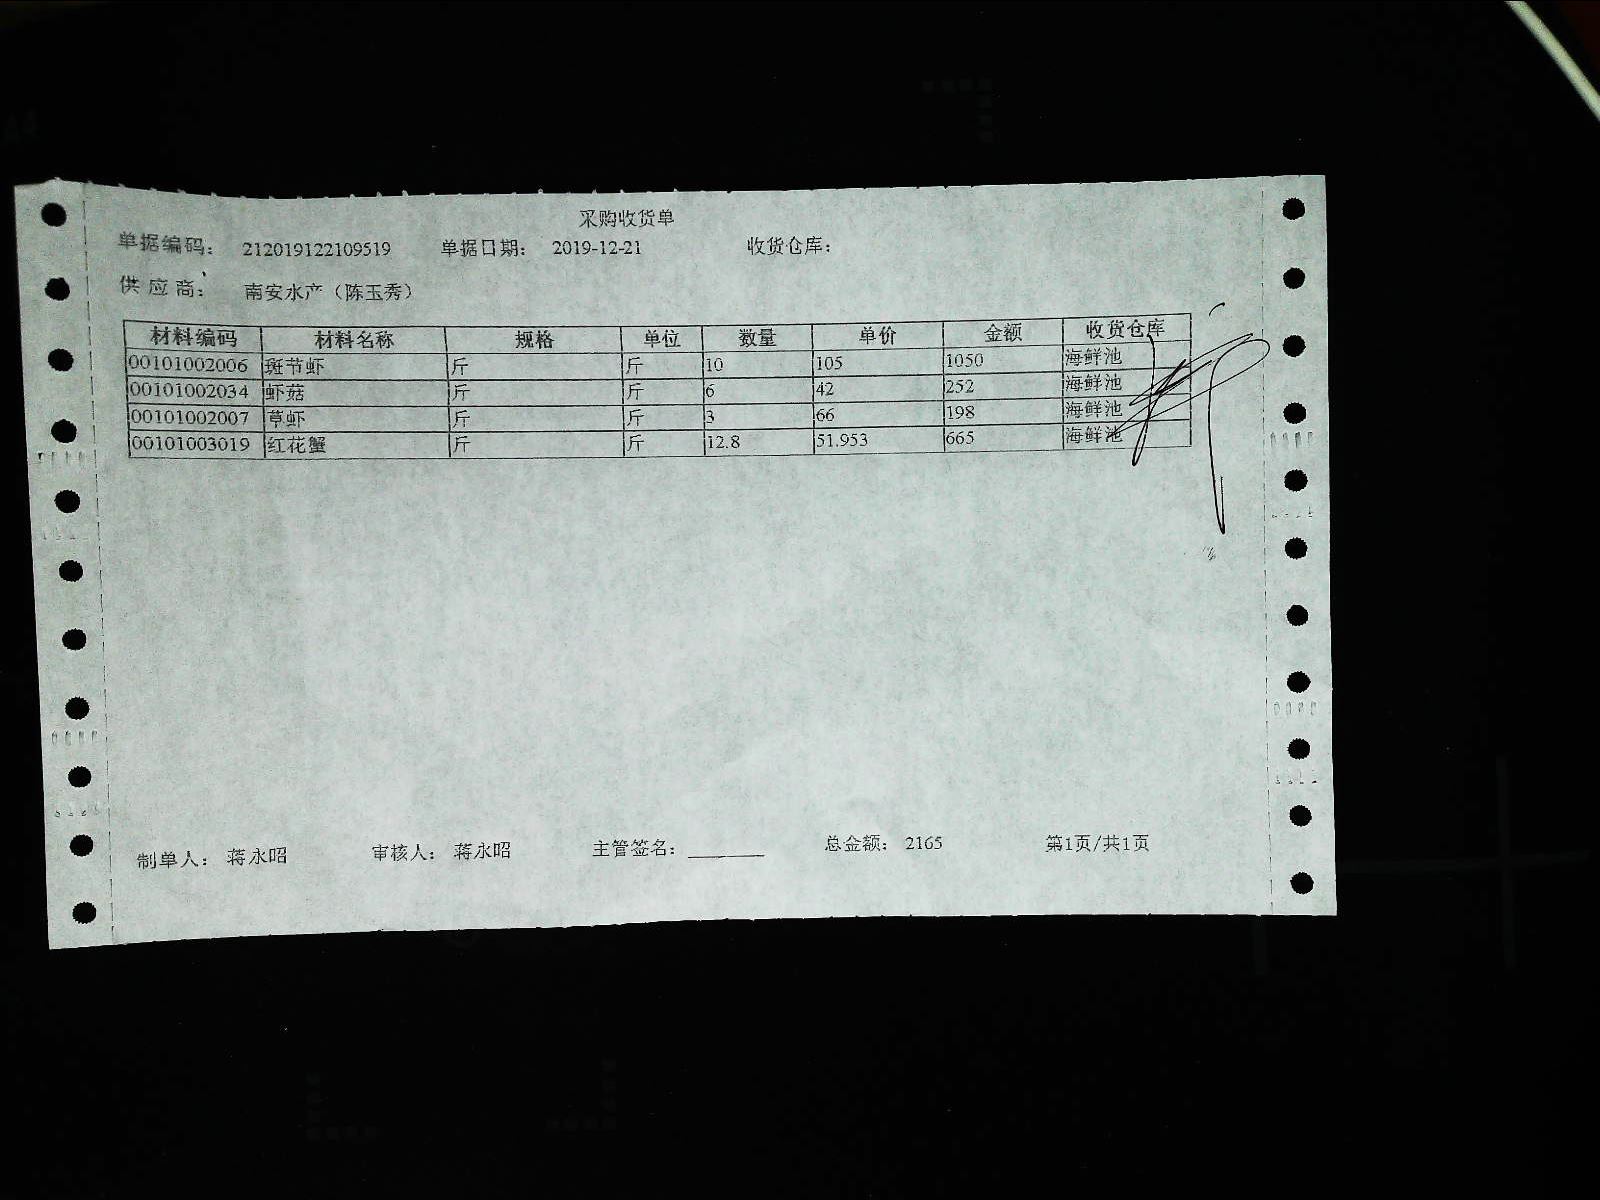 采购收货单
单据编码： 212019122109519 单据日期： 2019-12-21 收货仓库：
供应商： 南安水产（陈玉秀）
材料编码 材料名称 规格 单位 数量 单价 金额 收货仓库
00101002006 斑节虾 斤 斤 10 105 1050 海鲜池
00101002034 虾菇 斤 斤 6 42 252 海鲜池
00101002007 草虾 斤 斤 3 66 198 海鲜池
00101003019 红花蟹 斤 斤 12.8 51.953 665 海鲜池
制单人： 蒋永昭 审核人： 蒋永昭 主管签名： 总金额： 2165 第1页/共1页